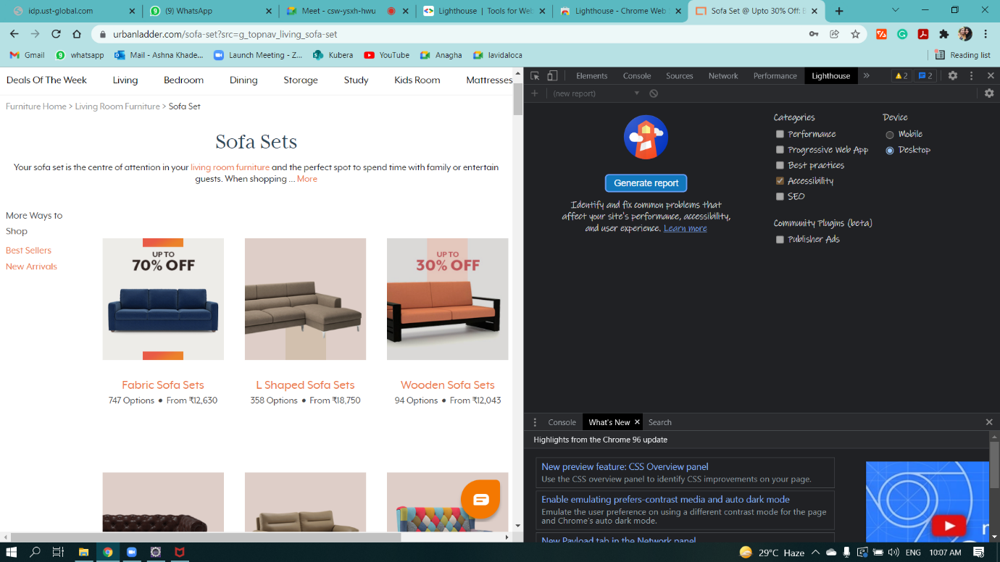 idp.ust-global.com
(9) WhatsApp
Meet - csw-ysxh-hwu
Lighthouse | Tools for We
Lighthouse - Chrome Web
Sofa Set @ Upto 30% Off: B
urbanladder.com/sofa-set?src=g_topnav_living_sofa-set
Gmail
whatsapp
Mail - Ashna Khade...
Launch Meeting - Z...
Kubera
YouTube
Anagha
lavidaloca
Reading list
Deals Of The Week Living Bedroom Dining Storage Study Kids Room Mattresses
Furniture Home > Living Room Furniture > Sofa Set
Sofa Sets
Your sofa set is the centre of attention in your living room furniture and the perfect spot to spend time with family or entertain
guests. When shopping ... More
More Ways to
Shop
Best Sellers
New Arrivals
UP TO
70% OFF
UP TO
30% OFF
Fabric Sofa Sets
747 Options ● From ₹12,630
L Shaped Sofa Sets
358 Options ● From ₹18,750
Wooden Sofa Sets
94 Options ● From ₹12,043
Elements Console Sources Network Performance Lighthouse » 2 2
(new report)
Generate report
Identify and fix common problems that
affect your site's performance, accessibility,
and user experience. Learn more
Categories
Performance
Progressive Web App
Best practices
Accessibility
SEO
Community Plugins (beta)
Publisher Ads
Device
Mobile
Desktop
Console What's New Search
Highlights from the Chrome 96 update
New preview feature: CSS Overview panel
Use the CSS overview panel to identify CSS improvements on your page.
Enable emulating prefers-contrast media and auto dark mode
Emulate the user preference on using a different contrast mode for the page
and Chrome's auto dark mode.
New Payload tab in the Network panel
29°C Haze ENG 10:07 AM